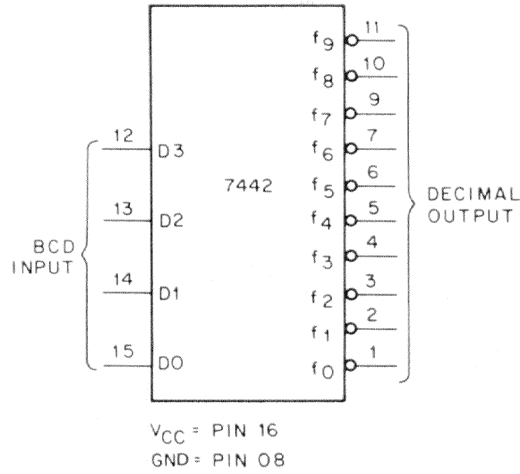 f9 11
f8 10
f7 9
12 D3 f6 7
7442 f5 6
DECIMAL
OUTPUT
13 D2 f4 5
BCD
INPUT
f3 4
14 D1 f2 3
f1 2
15 D0 f0 1
VCC = PIN 16
GND = PIN 08